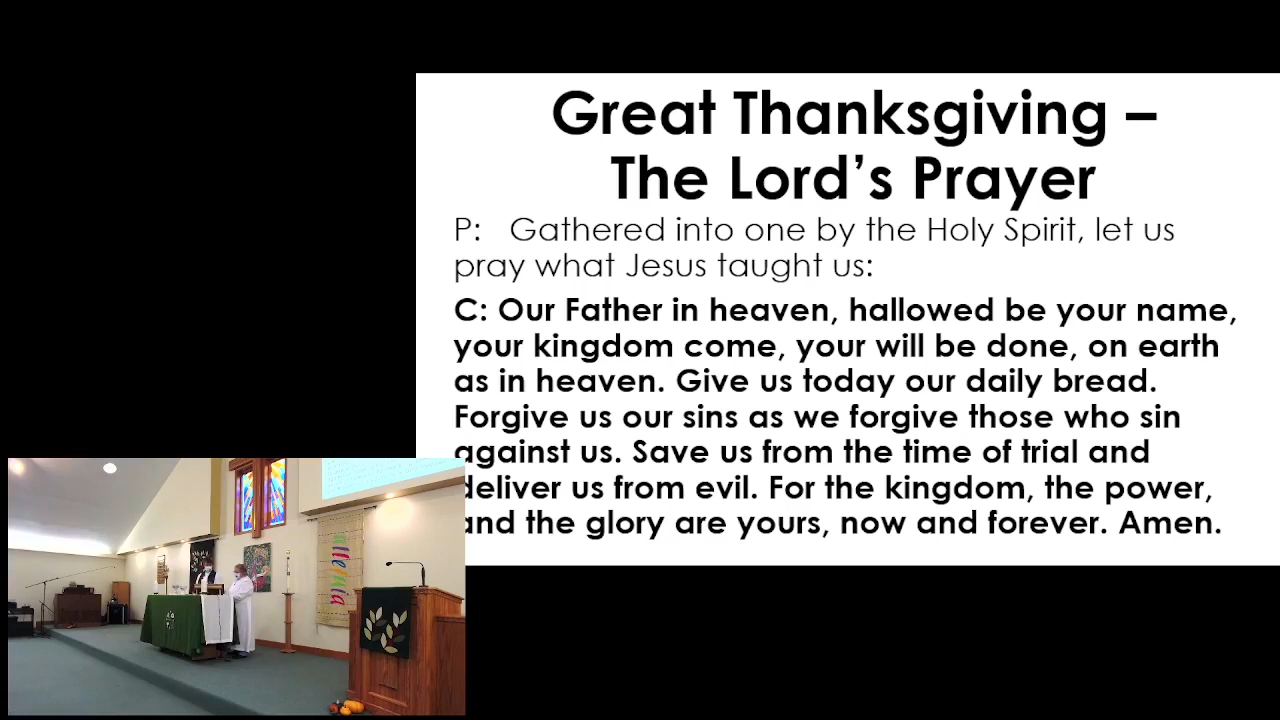 Great Thanksgiving –
The Lord's Prayer
P: Gathered into one by the Holy Spirit, let us
pray what Jesus taught us:
C: Our Father in heaven, hallowed be your name,
your kingdom come, your will be done, on earth
as in heaven. Give us today our daily bread.
Forgive us our sins as we forgive those who sin
against us. Save us from the time of trial and
deliver us from evil. For the kingdom, the power,
and the glory are yours, now and forever. Amen.
alleluia